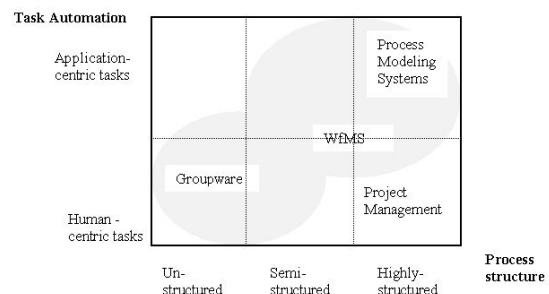 Task Automation
Application-
centric tasks
Process
Modeling
Systems
WfMS
Groupware
Project
Management
Human -
centric tasks
Process
structure
Un-
structured
Semi-
structured
Highly-
structured